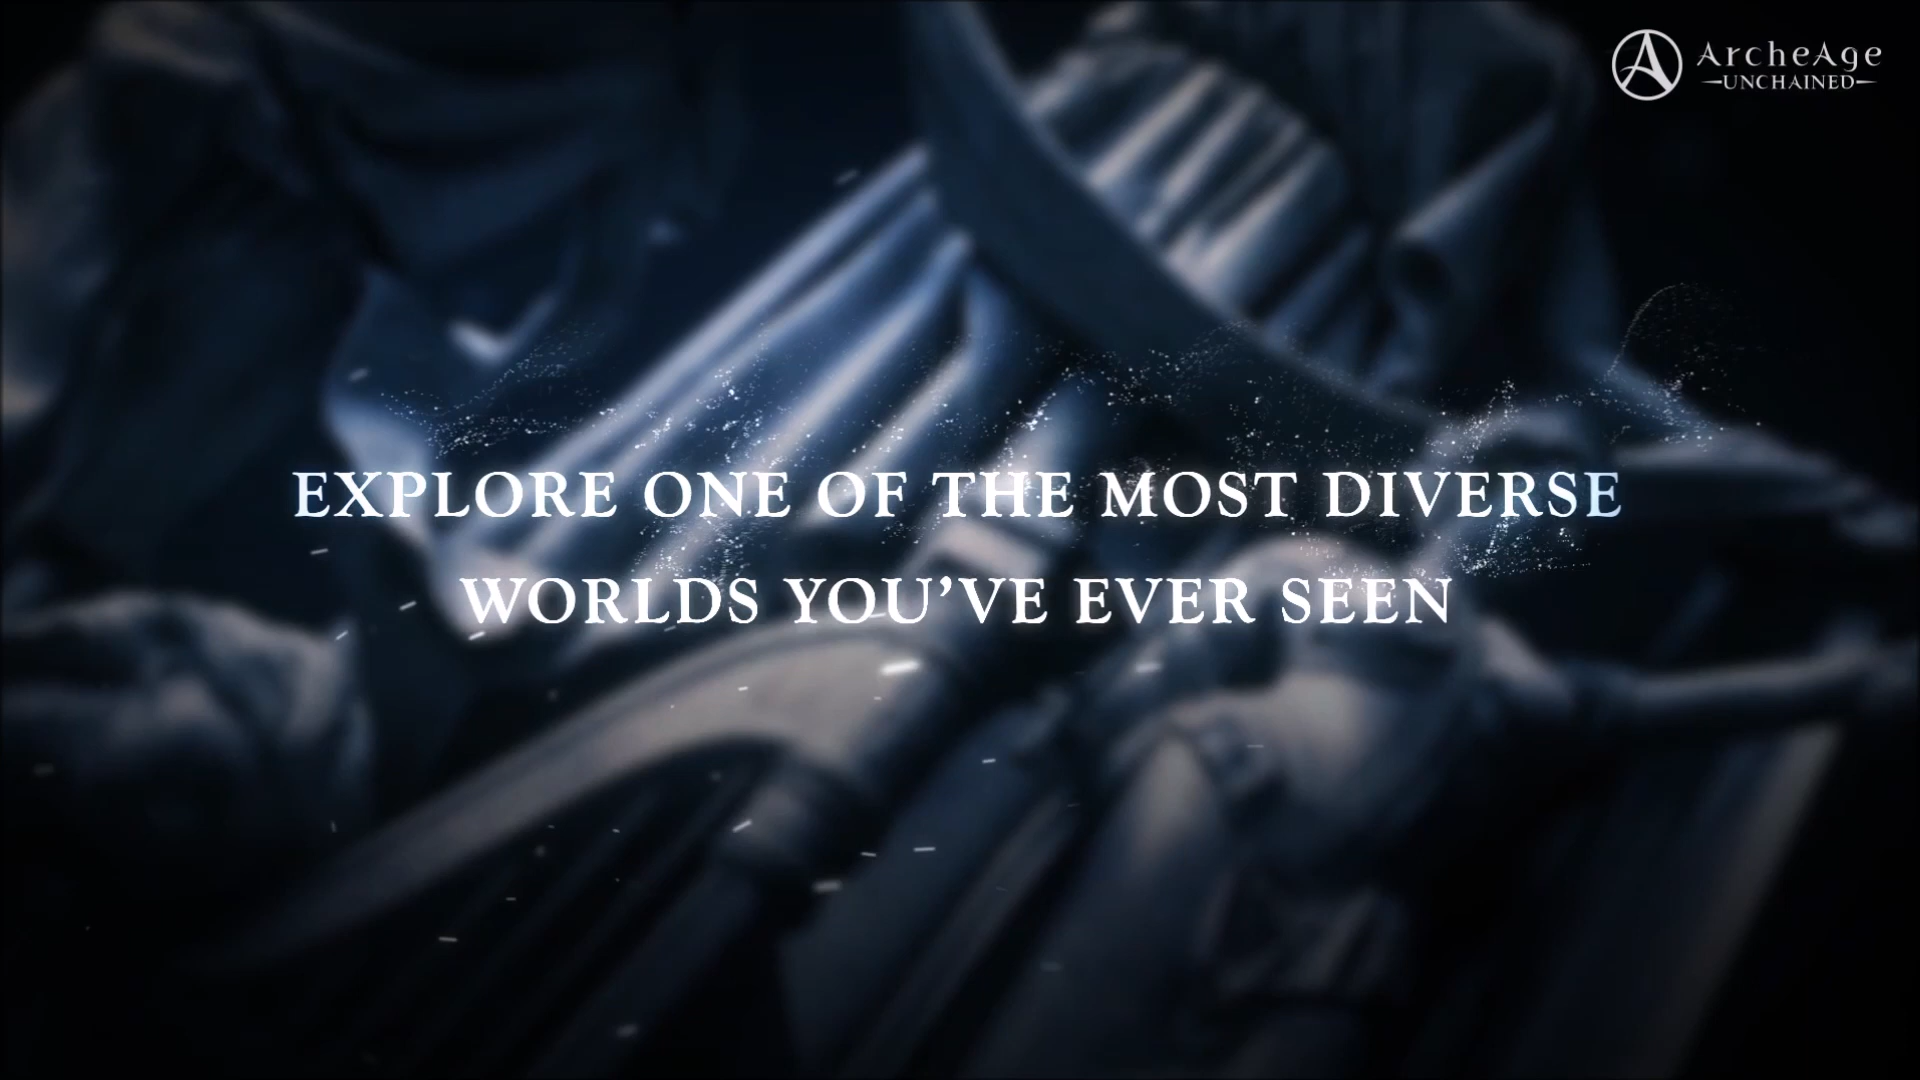 ArcheAge
UNCHAINED
EXPLORE ONE OF THE MOST DIVERSE
WORLDS YOU'VE EVER SEEN